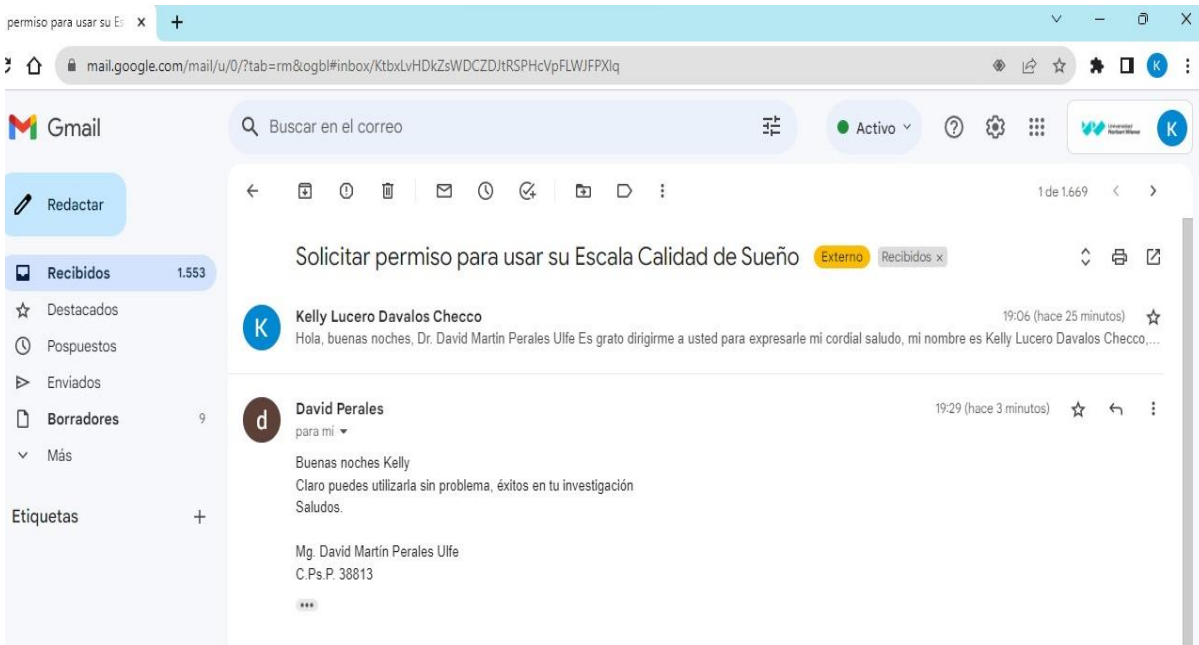 permiso para usar su Es
mail.google.com/mail/u/0/?tab=rm&ogbl#inbox/KtbxLvHDkZsWDCZDJtRSPHcVpFLWJFPXlq
K
Gmail
Buscar en el correo
Activo
Universidad
Norbert Wiener
K
Redactar
1 de 1.669
Solicitar permiso para usar su Escala Calidad de Sueño Externo Recibidos x
Recibidos 1.553
Destacados
Pospuestos
Enviados
Borradores 9
Más
Etiquetas
K
Kelly Lucero Davalos Checco 19:06 (hace 25 minutos)
Hola, buenas noches, Dr. David Martin Perales Ulfe Es grato dirigirme a usted para expresarle mi cordial saludo, mi nombre es Kelly Lucero Davalos Checco,...
d
David Perales 19:29 (hace 3 minutos)
para mí
Buenas noches Kelly
Claro puedes utilizarla sin problema, éxitos en tu investigación
Saludos.
Mg. David Martín Perales Ulfe
C.Ps.P. 38813